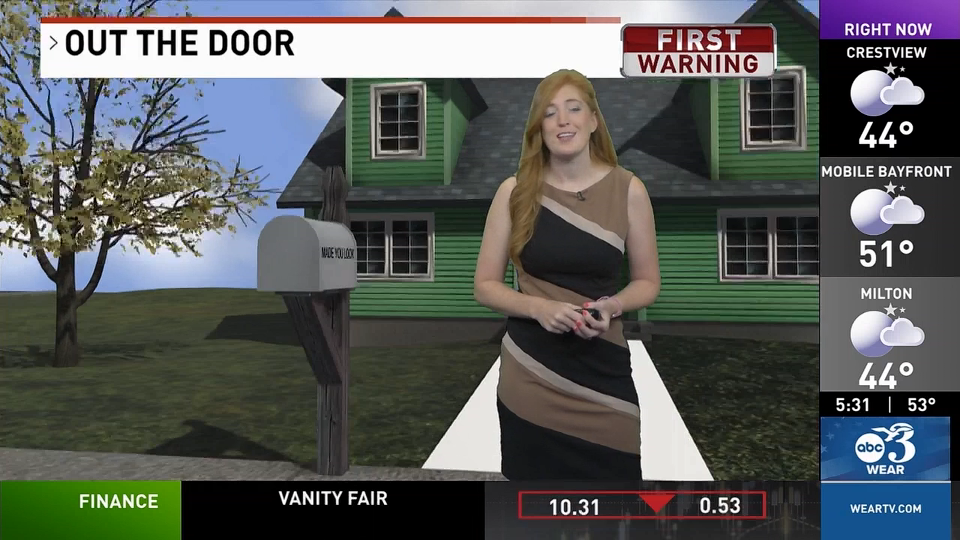 > OUT THE DOOR
FIRST
WARNING
MADE YOU LOOK!
RIGHT NOW
CRESTVIEW
44°
MOBILE BAYFRONT
51°
MILTON
44°
5:31 | 53°
abc 3
WEAR
WEARTV.COM
FINANCE
VANITY FAIR
10.31 0.53